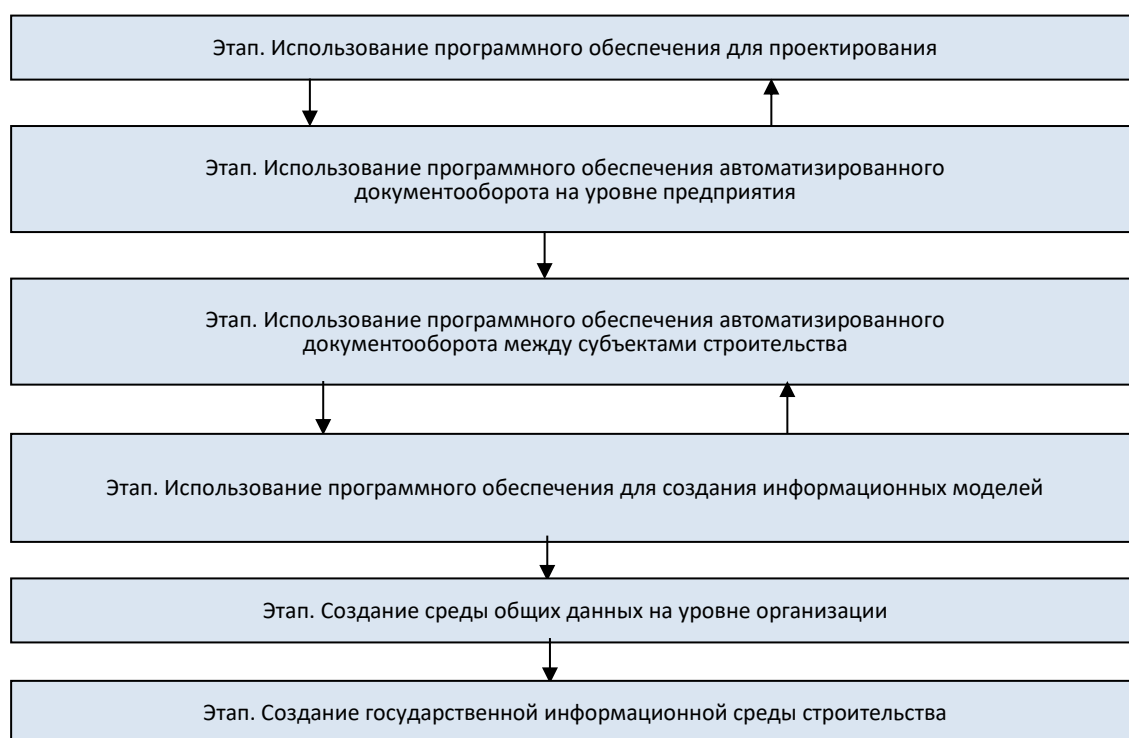 Этап. Использование программного обеспечения для проектирования
Этап. Использование программного обеспечения автоматизированного
документооборота на уровне предприятия
Этап. Использование программного обеспечения автоматизированного
документооборота между субъектами строительства
Этап. Использование программного обеспечения для создания информационных моделей
Этап. Создание среды общих данных на уровне организации
Этап. Создание государственной информационной среды строительства